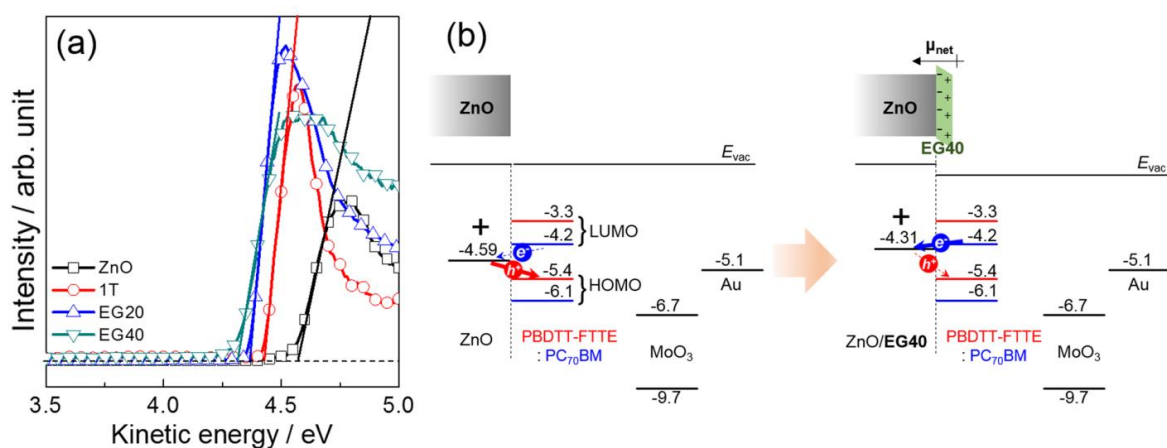 (a)
Intensity / arb. unit
ZnO
1T
EG20
EG40
3.5 4.0 4.5 5.0
Kinetic energy / eV
(b)
ZnO
Evac
+
-4.59
-3.3
-4.2
LUMO
e-
h+
-5.4
-6.1
HOMO
-5.1
Au
-6.7
MoO3
-9.7
ZnO
PBDTT-FTTE
: PC70BM
μnet
ZnO
- +
- +
- +
- +
EG40
Evac
+
-4.31
-3.3
-4.2
e-
h+
-5.4
-6.1
-5.1
Au
-6.7
MoO3
-9.7
ZnO/EG40
PBDTT-FTTE
: PC70BM